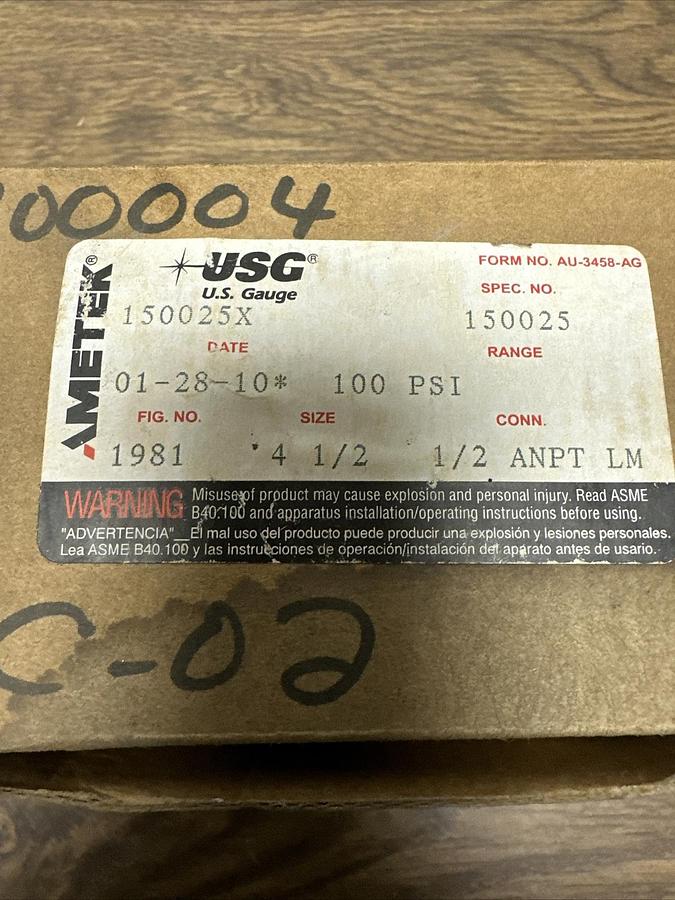 00004
AMETEK®
USG®
U.S. Gauge
FORM NO. AU-3458-AG
SPEC. NO.
150025X 150025
DATE RANGE
01-28-10* 100 PSI
FIG. NO. SIZE CONN.
1981 4 1/2 1/2 ANPT LM
WARNING Misuse of product may cause explosion and personal injury. Read ASME
B40.100 and apparatus installation/operating instructions before using.
"ADVERTENCIA" El mal uso del producto puede producir una explosión y lesiones personales.
Lea ASME B40.100 y las instrucciones de operación/instalación del aparato antes de usario.
C-02